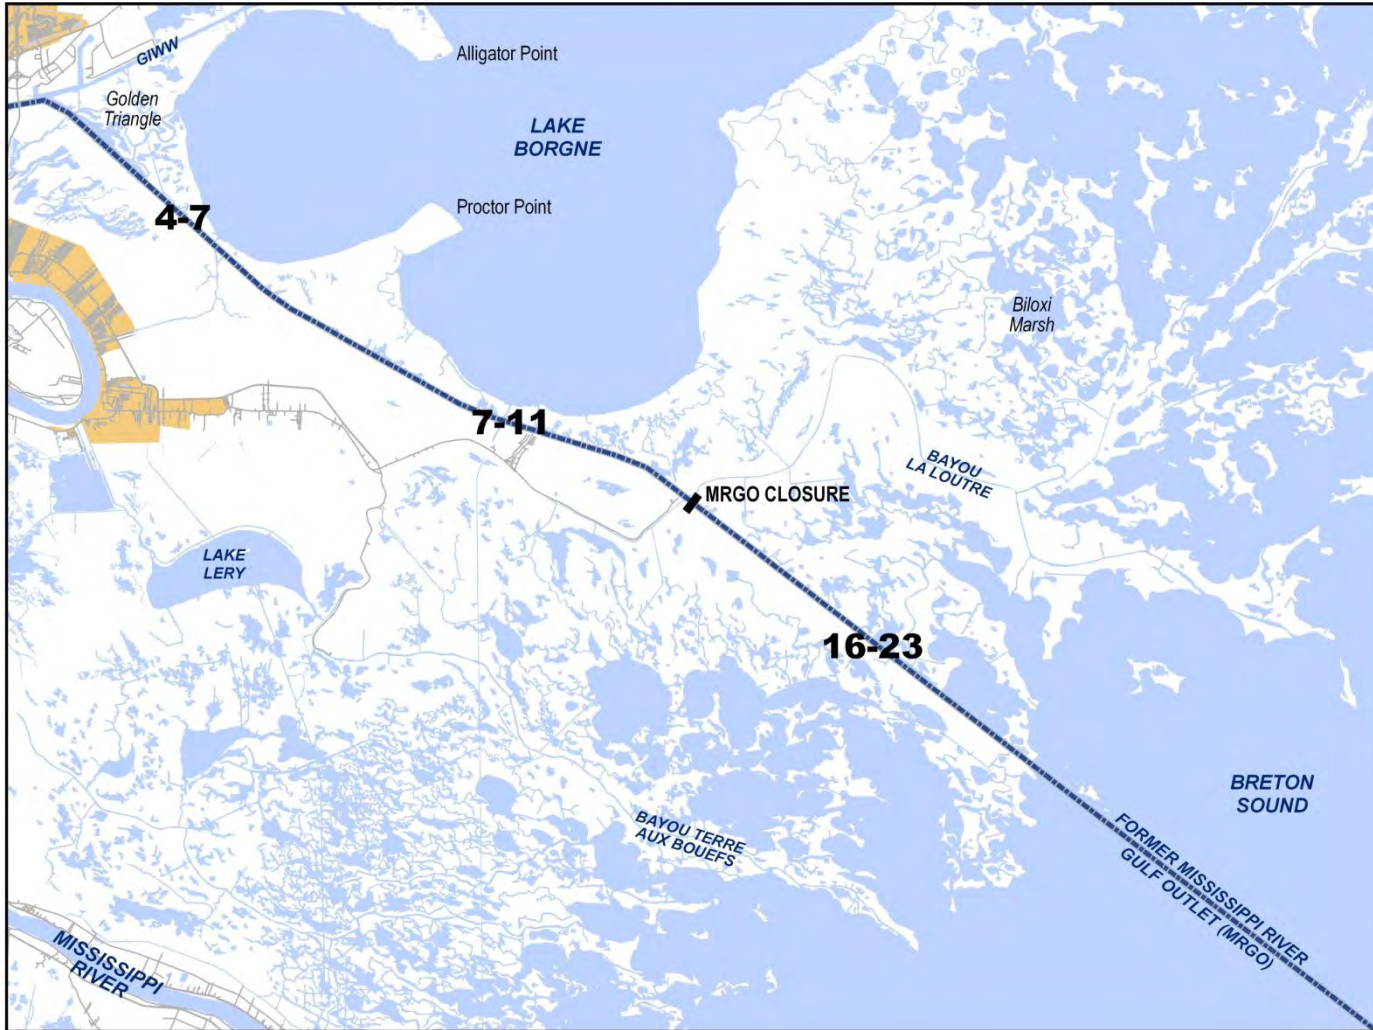 GIWW
Alligator Point
Golden
Triangle
LAKE
BORGNE
4-7
Proctor Point
Biloxi
Marsh
7-11
BAYOU
LA LOUTRE
MRGO CLOSURE
LAKE
LERY
16-23
BRETON
SOUND
BAYOU TERRE
AUX BOUEFS
FORMER MISSISSIPPI RIVER
GULF OUTLET (MRGO)
MISSISSIPPI
RIVER